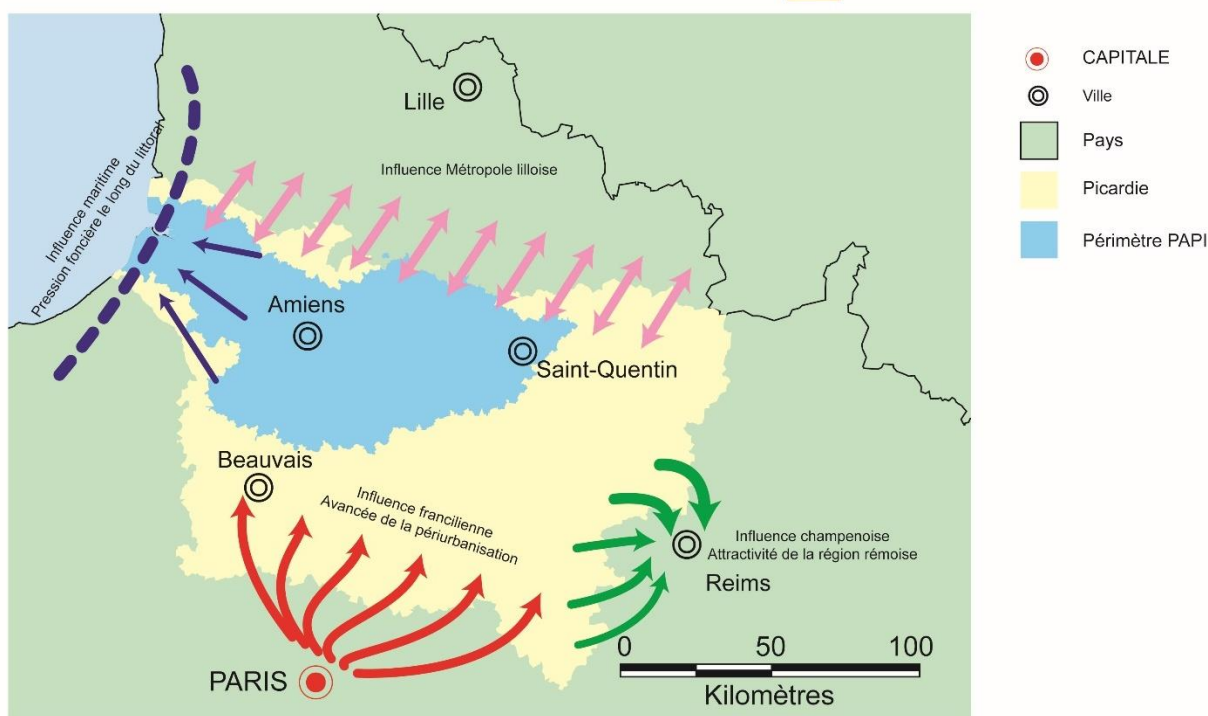 Lille
Influence Métropole lilloise
Influence maritime
Pression foncière le long du littoral
Amiens
Saint-Quentin
Beauvais
Influence francilienne
Avancée de la périurbanisation
Influence champenoise
Attractivité de la région rémoise
Reims
PARIS
0 50 100
Kilomètres
CAPITALE
Ville
Pays
Picardie
Périmètre PAPI